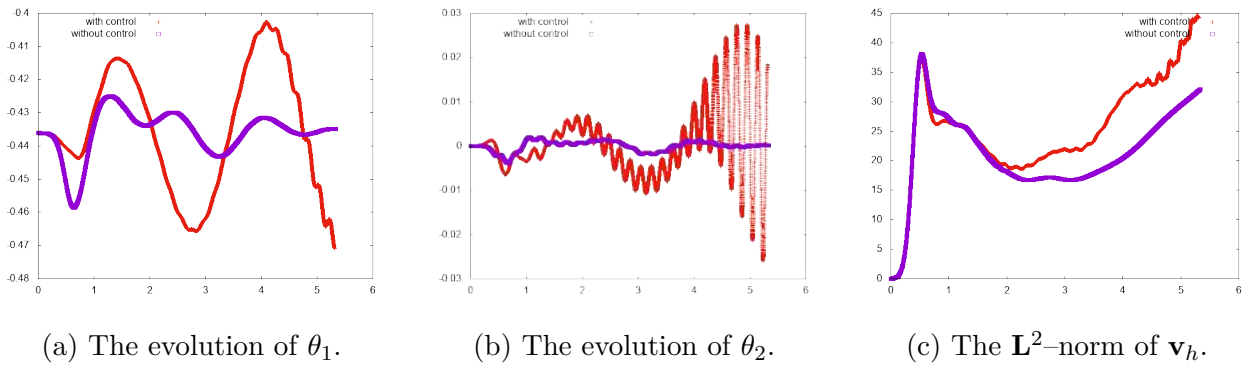 -0.4
-0.41
-0.42
-0.43
-0.44
-0.45
-0.46
-0.47
-0.48
0 1 2 3 4 5 6
with control
without control
0.03
0.02
0.01
0
-0.01
-0.02
-0.03
0 1 2 3 4 5 6
with control
without control
45
40
35
30
25
20
15
10
5
0
0 1 2 3 4 5 6
with control
without control
(a) The evolution of θ₁.
(b) The evolution of θ₂.
(c) The L²–norm of vₕ.